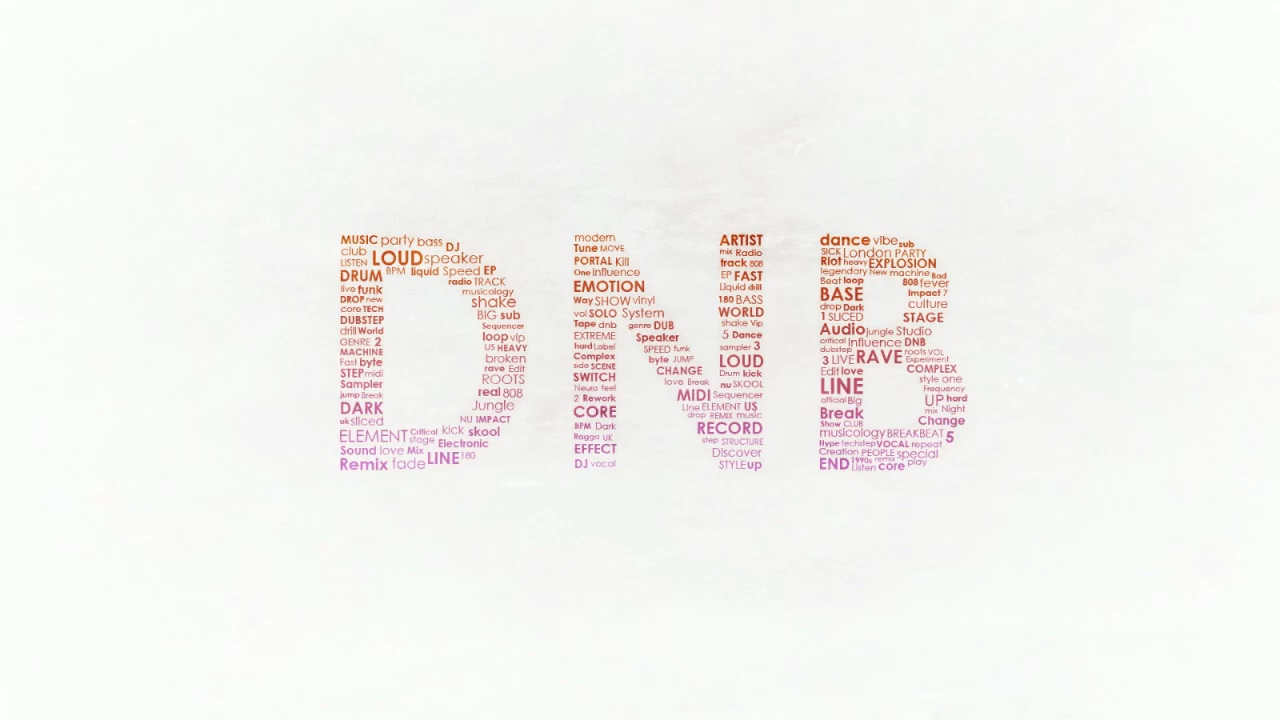 MUSIC party bass DJ
club LOUD speaker
LISTEN
DRUM BPM liquid Speed EP
radio TRACK
live funk musicology
DROP new shake
core TECH BIG sub
DUBSTEP Sequencer
drill World loop vip
GENRE 2 US HEAVY
MACHINE broken
Fast byte rave Edit
STEP midi ROOTS
Sampler real 808
jump Break
DARK Jungle
uk sliced NU IMPACT
ELEMENT Critical kick skool
stage Electronic
Sound love Mix
Remix fade LINE 180
modern
Tune MOVE
PORTAL Kill
One influence
EMOTION
Way SHOW vinyl
vol SOLO System
Tape dnb genre DUB
EXTREME Speaker
hard Label SPEED funk
Complex byte JUMP
side SCENE CHANGE
SWITCH love Break
Neuro feel
2 Rework MIDI Sequencer
CORE Line ELEMENT US
drop REMIX music
BPM Dark RECORD
Ragga UK step STRUCTURE
EFFECT Discover
DJ vocal STYLE up
ARTIST
mix Radio
track 808
EP FAST
Liquid drill
180 BASS
WORLD
shake Vip
5 Dance
sampler 3
LOUD
Drum kick
nu SKOOL
dance vibe sub
SICK London PARTY
Riot heavy EXPLOSION
legendary New machine Bad
Beat loop 808 fever
BASE Impact 7
drop Dark culture
1 SLICED STAGE
Audio jungle Studio
critical Influence DNB
dubstep RAVE roots VOL
3 LIVE Experiment
Edit love COMPLEX
LINE style one
Frequency
official Big UP hard
Break mix Night
Show CLUB Change
musicology BREAKBEAT 5
Hype techstep VOCAL repeat
Creation PEOPLE special
END 1990s remix play
Listen core